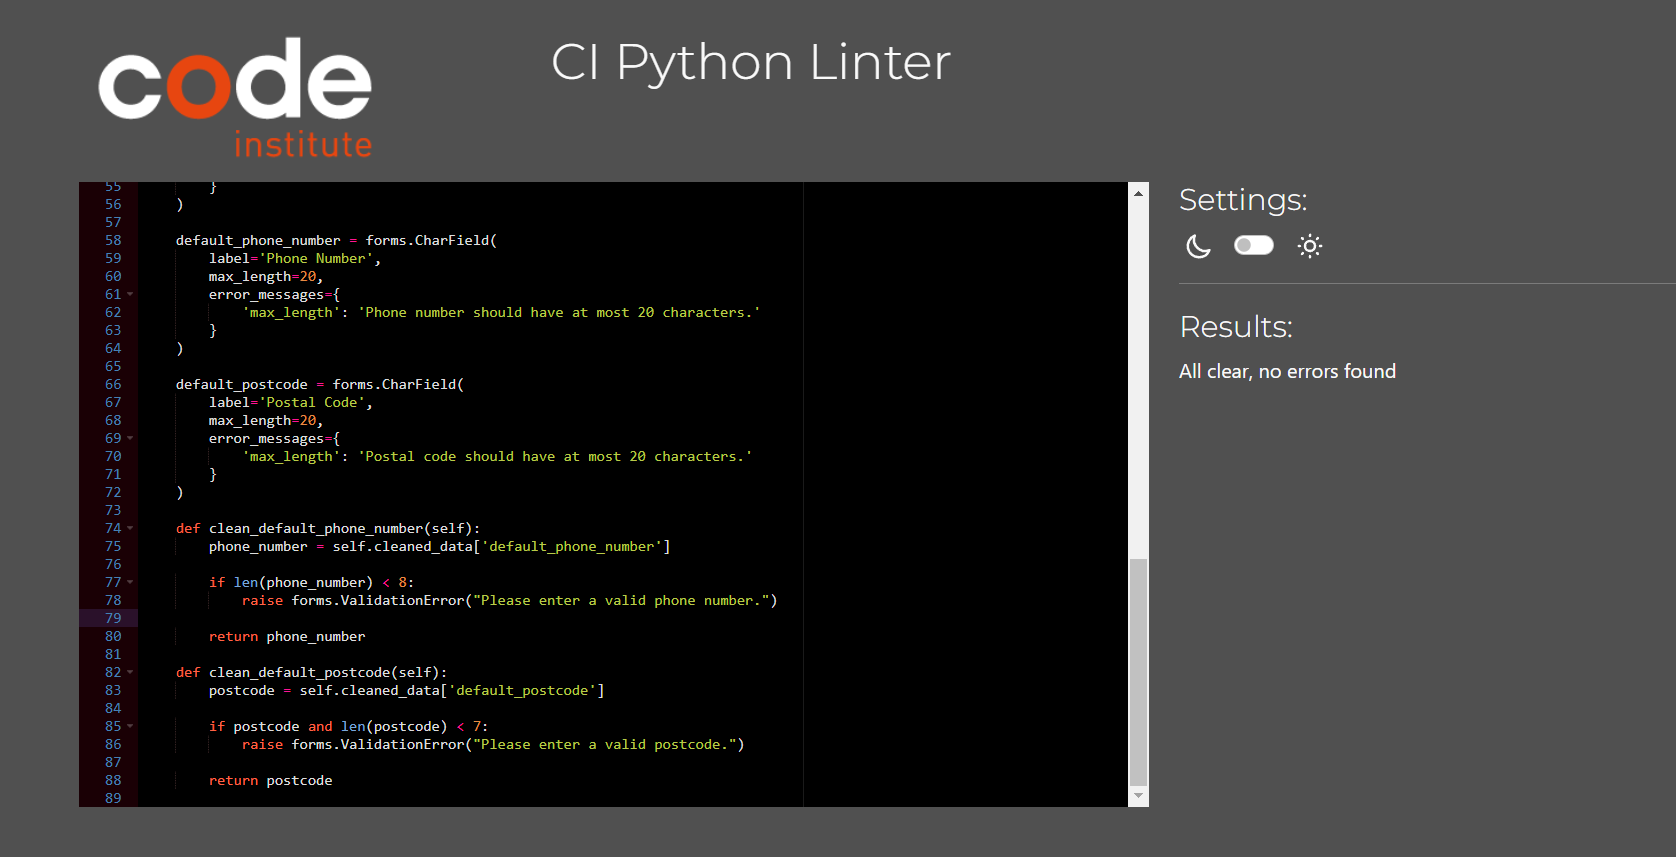 code
institute
CI Python Linter
55 }
56 )
57
58 default_phone_number = forms.CharField(
59 label='Phone Number',
60 max_length=20,
61 error_messages={
62 'max_length': 'Phone number should have at most 20 characters.'
63 }
64 )
65
66 default_postcode = forms.CharField(
67 label='Postal Code',
68 max_length=20,
69 error_messages={
70 'max_length': 'Postal code should have at most 20 characters.'
71 }
72 )
73
74 def clean_default_phone_number(self):
75 phone_number = self.cleaned_data['default_phone_number']
76
77 if len(phone_number) < 8:
78 raise forms.ValidationError("Please enter a valid phone number.")
79
80 return phone_number
81
82 def clean_default_postcode(self):
83 postcode = self.cleaned_data['default_postcode']
84
85 if postcode and len(postcode) < 7:
86 raise forms.ValidationError("Please enter a valid postcode.")
87
88 return postcode
89
Settings:
Results:
All clear, no errors found